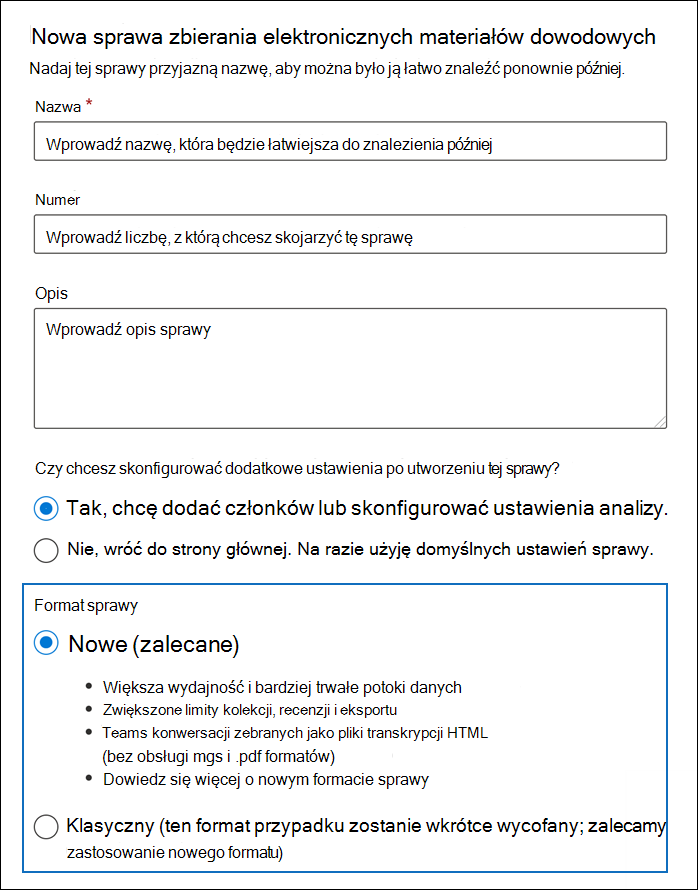 Nowa sprawa zbierania elektronicznych materiałów dowodowych
Nadaj tej sprawy przyjazną nazwę, aby można było ją łatwo znaleźć ponownie później.
Nazwa *
Wprowadź nazwę, która będzie łatwiejsza do znalezienia później
Numer
Wprowadź liczbę, z którą chcesz skojarzyć tę sprawę
Opis
Wprowadź opis sprawy
Czy chcesz skonfigurować dodatkowe ustawienia po utworzeniu tej sprawy?
Tak, chcę dodać członków lub skonfigurować ustawienia analizy.
Nie, wróć do strony głównej. Na razie użyję domyślnych ustawień sprawy.
Format sprawy
Nowe (zalecane)
• Większa wydajność i bardziej trwałe potoki danych
• Zwiększone limity kolekcji, recenzji i eksportu
• Teams konwersacji zebranych jako pliki transkrypcji HTML
(bez obsługi mgs i .pdf formatów)
• Dowiedz się więcej o nowym formacie sprawy
Klasyczny (ten format przypadku zostanie wkrótce wycofany; zalecamy
zastosowanie nowego formatu)